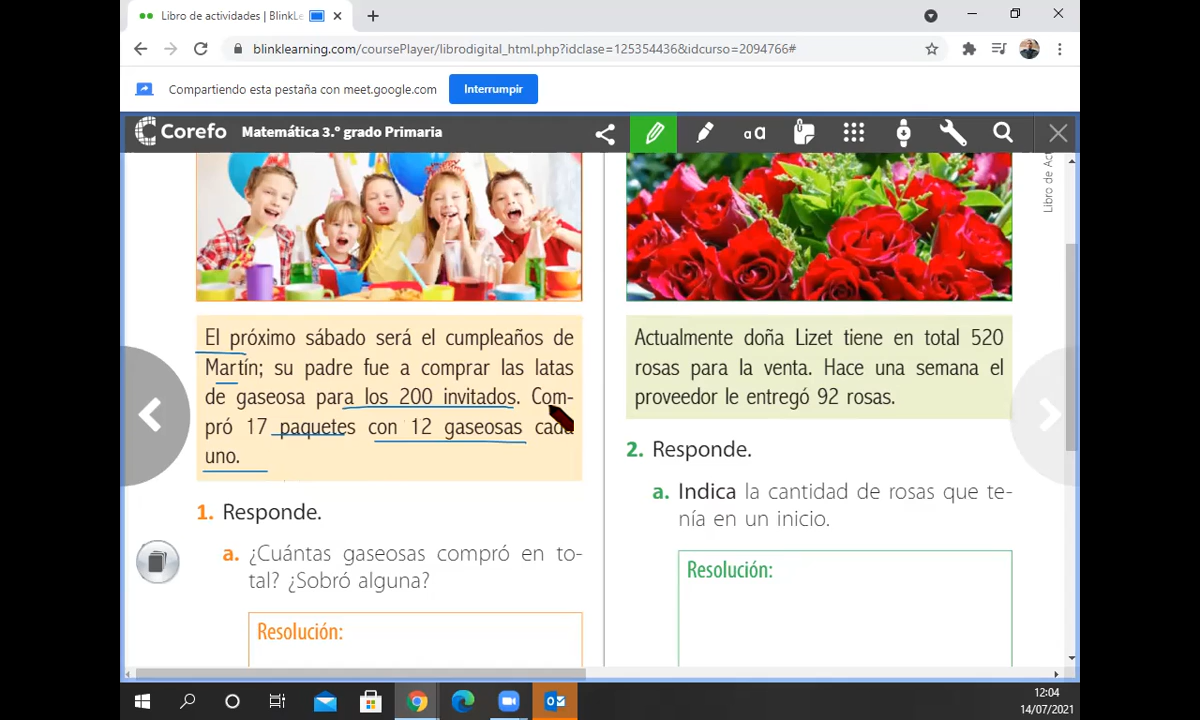 Libro de actividades | BlinkLe
blinklearning.com/coursePlayer/librodigital_html.php?idclase=125354436&idcurso=2094766#
Compartiendo esta pestaña con meet.google.com
Interrumpir
Corefo
Matemática 3.° grado Primaria
aa
Libro de Ac
El próximo sábado será el cumpleaños de
Martín; su padre fue a comprar las latas
de gaseosa para los 200 invitados. Com-
pró 17 paquetes con 12 gaseosas cada
uno.
1. Responde.
a. ¿Cuántas gaseosas compró en to-
tal? ¿Sobró alguna?
Resolución:
Actualmente doña Lizet tiene en total 520
rosas para la venta. Hace una semana el
proveedor le entregó 92 rosas.
2. Responde.
a. Indica la cantidad de rosas que te-
nía en un inicio.
Resolución:
12:04
14/07/2021